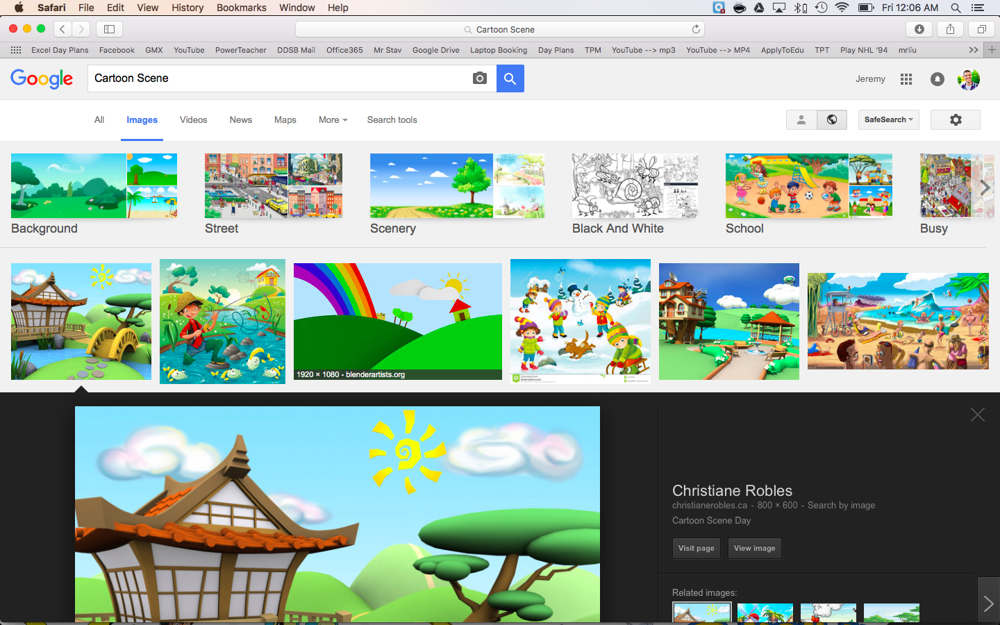 Safari File Edit View History Bookmarks Window Help Fri 12:06 AM
Cartoon Scene
Excel Day Plans Facebook GMX YouTube PowerTeacher DDSB Mail Office365 Mr Stav Google Drive Laptop Booking Day Plans TPM YouTube --> mp3 YouTube --> MP4 ApplyToEdu TPT Play NHL '94 mrliu >> +
Google Cartoon Scene Jeremy
All Images Videos News Maps More Search tools SafeSearch
Background Street Scenery Black And White School Busy
1920 × 1080 - blenderartists.org
Christiane Robles
christianerobles.ca - 800 × 600 - Search by image
Cartoon Scene Day
Visit page View image
Related images: